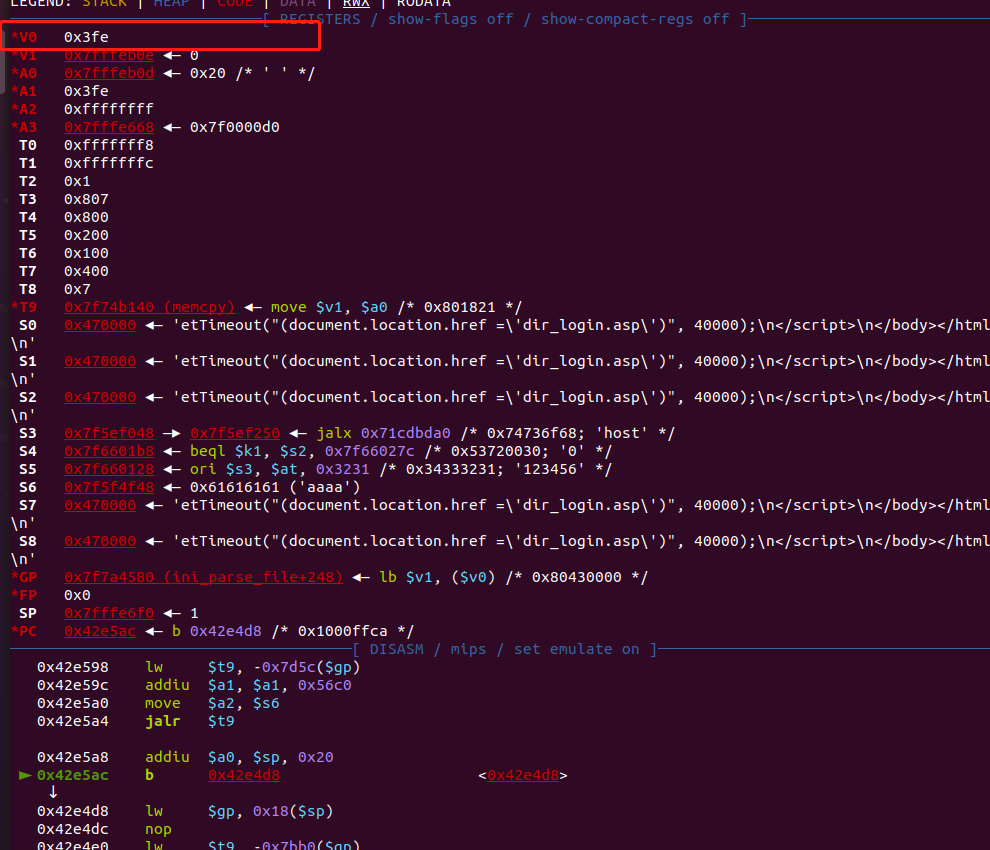 LEGEND: STACK | HEAP | CODE | DATA | RWX | RODATA
[ REGISTERS / show-flags off / show-compact-regs off ]
*V0 0x3fe
*V1 0x7fffeb0e ◂— 0
*A0 0x7fffeb0d ◂— 0x20 /* ' ' */
*A1 0x3fe
*A2 0xffffffff
*A3 0x7fffe668 ◂— 0x7f0000d0
T0 0xfffffff8
T1 0xfffffffc
T2 0x1
T3 0x807
T4 0x800
T5 0x200
T6 0x100
T7 0x400
T8 0x7
*T9 0x7f74b140 (memcpy) ◂— move $v1, $a0 /* 0x801821 */
S0 0x470000 ◂— 'etTimeout("(document.location.href =\'dir_login.asp\')", 40000);\n</script>\n</body></html
\n'
S1 0x470000 ◂— 'etTimeout("(document.location.href =\'dir_login.asp\')", 40000);\n</script>\n</body></html
\n'
S2 0x470000 ◂— 'etTimeout("(document.location.href =\'dir_login.asp\')", 40000);\n</script>\n</body></html
\n'
S3 0x7f5ef048 —▸ 0x7f5ef250 ◂— jalx 0x71cdbda0 /* 0x74736f68; 'host' */
S4 0x7f6601b8 ◂— beql $k1, $s2, 0x7f66027c /* 0x53720030; '0' */
S5 0x7f660128 ◂— ori $s3, $at, 0x3231 /* 0x34333231; '123456' */
S6 0x7f5f4f48 ◂— 0x61616161 ('aaaa')
S7 0x470000 ◂— 'etTimeout("(document.location.href =\'dir_login.asp\')", 40000);\n</script>\n</body></html
\n'
S8 0x470000 ◂— 'etTimeout("(document.location.href =\'dir_login.asp\')", 40000);\n</script>\n</body></html
\n'
*GP 0x7f7a4580 (ini_parse_file+248) ◂— lb $v1, ($v0) /* 0x80430000 */
*FP 0x0
SP 0x7fffe6f0 ◂— 1
*PC 0x42e5ac ◂— b 0x42e4d8 /* 0x1000ffca */
[ DISASM / mips / set emulate on ]
0x42e598 lw $t9, -0x7d5c($gp)
0x42e59c addiu $a1, $a1, 0x56c0
0x42e5a0 move $a2, $s6
0x42e5a4 jalr $t9
0x42e5a8 addiu $a0, $sp, 0x20
► 0x42e5ac b 0x42e4d8 <0x42e4d8>
↓
0x42e4d8 lw $gp, 0x18($sp)
0x42e4dc nop
0x42e4e0 lw $t9, -0x7bb0($gp)